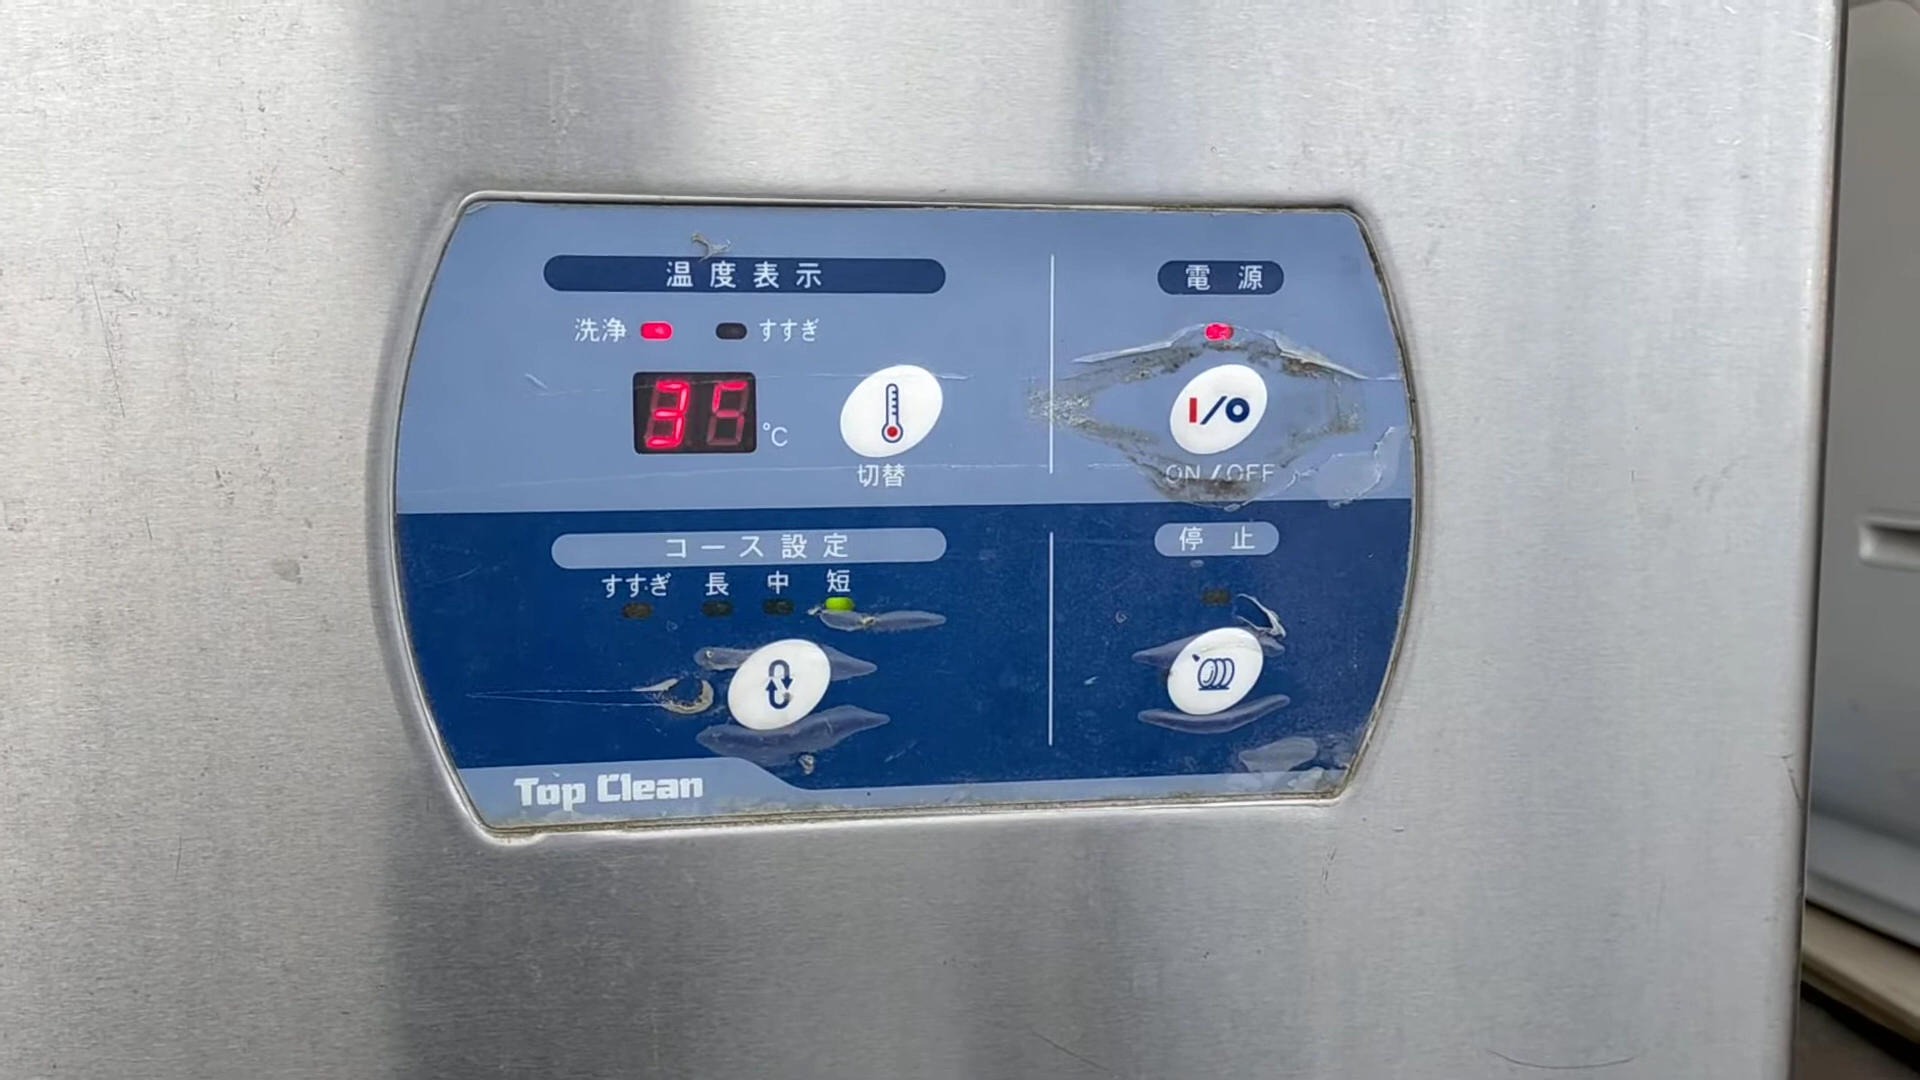 温度表示
電源
洗浄 すすぎ
35 ℃
I/O
切替
ON/OFF
コース設定
停止
すすぎ 長 中 短
Top Clean